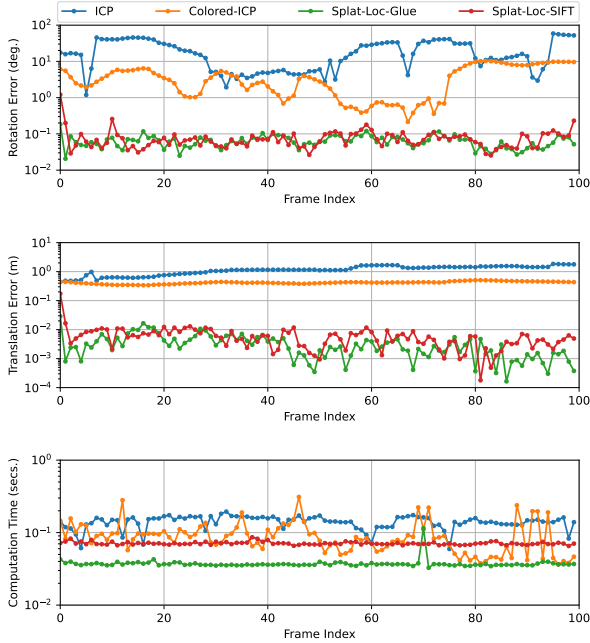 ICP Colored-ICP Splat-Loc-Glue Splat-Loc-SIFT
Rotation Error (deg.)
10²
10¹
10⁰
10⁻¹
10⁻²
0 20 40 60 80 100
Frame Index
Translation Error (m)
10¹
10⁰
10⁻¹
10⁻²
10⁻³
10⁻⁴
0 20 40 60 80 100
Frame Index
Computation Time (secs.)
10⁰
10⁻¹
10⁻²
0 20 40 60 80 100
Frame Index